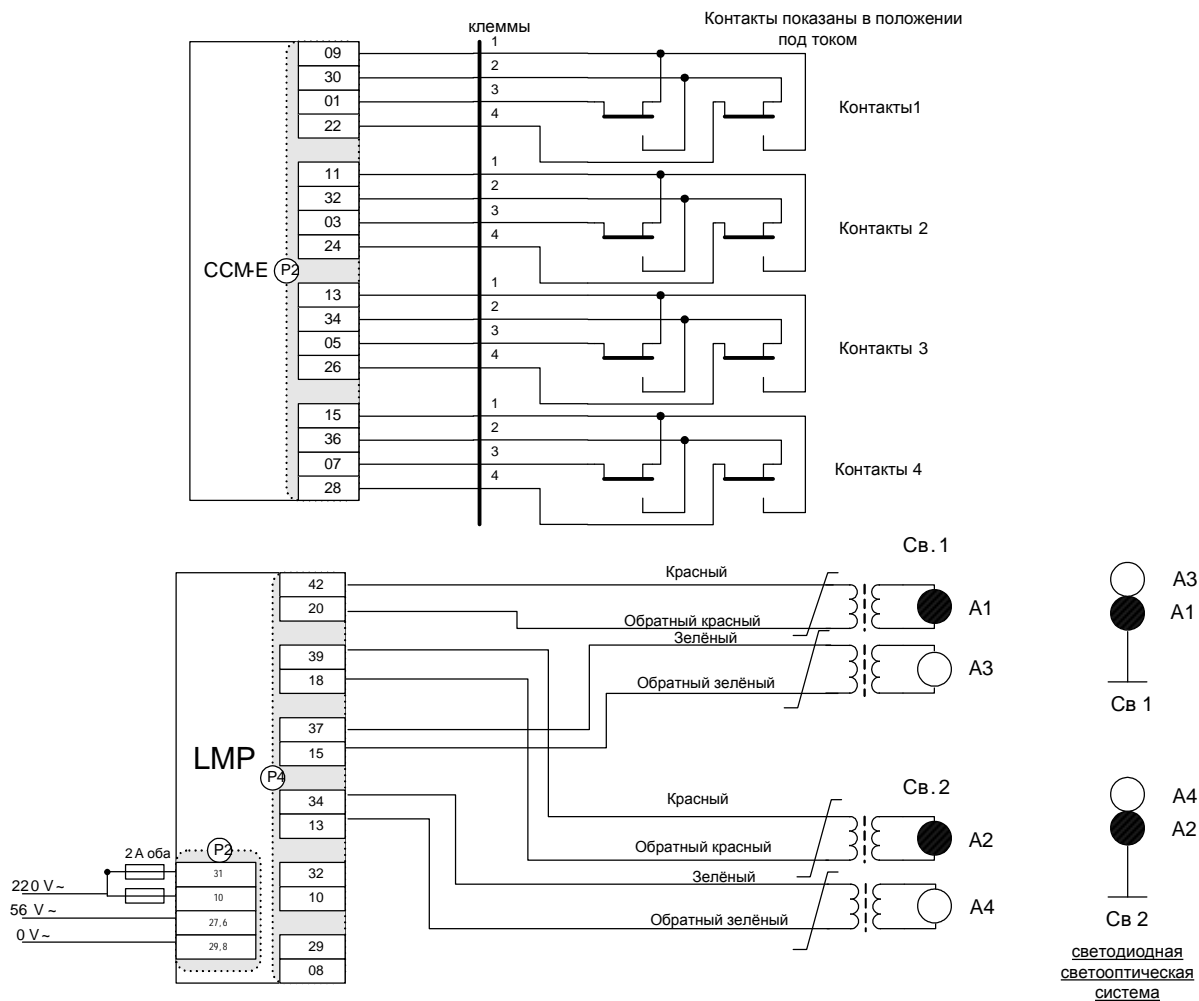 клеммы
Контакты показаны в положении
под током
CCM-E P2
09
30
01
22
1
2
3
4
Контакты1
11
32
03
24
1
2
3
4
Контакты 2
13
34
05
26
1
2
3
4
Контакты 3
15
36
07
28
1
2
3
4
Контакты 4
LMP
P4
42
20
39
18
37
15
34
13
32
10
29
08
P2
31
10
27,6
29,8
2 A оба
220 V ~
56 V ~
0 V ~
Св.1
Красный
Обратный красный
A1
Зелёный
Обратный зелёный
A3
Св.2
Красный
Обратный красный
A2
Зелёный
Обратный зелёный
A4
A3
A1
Св 1
A4
A2
Св 2
светодиодная
светооптическая
система